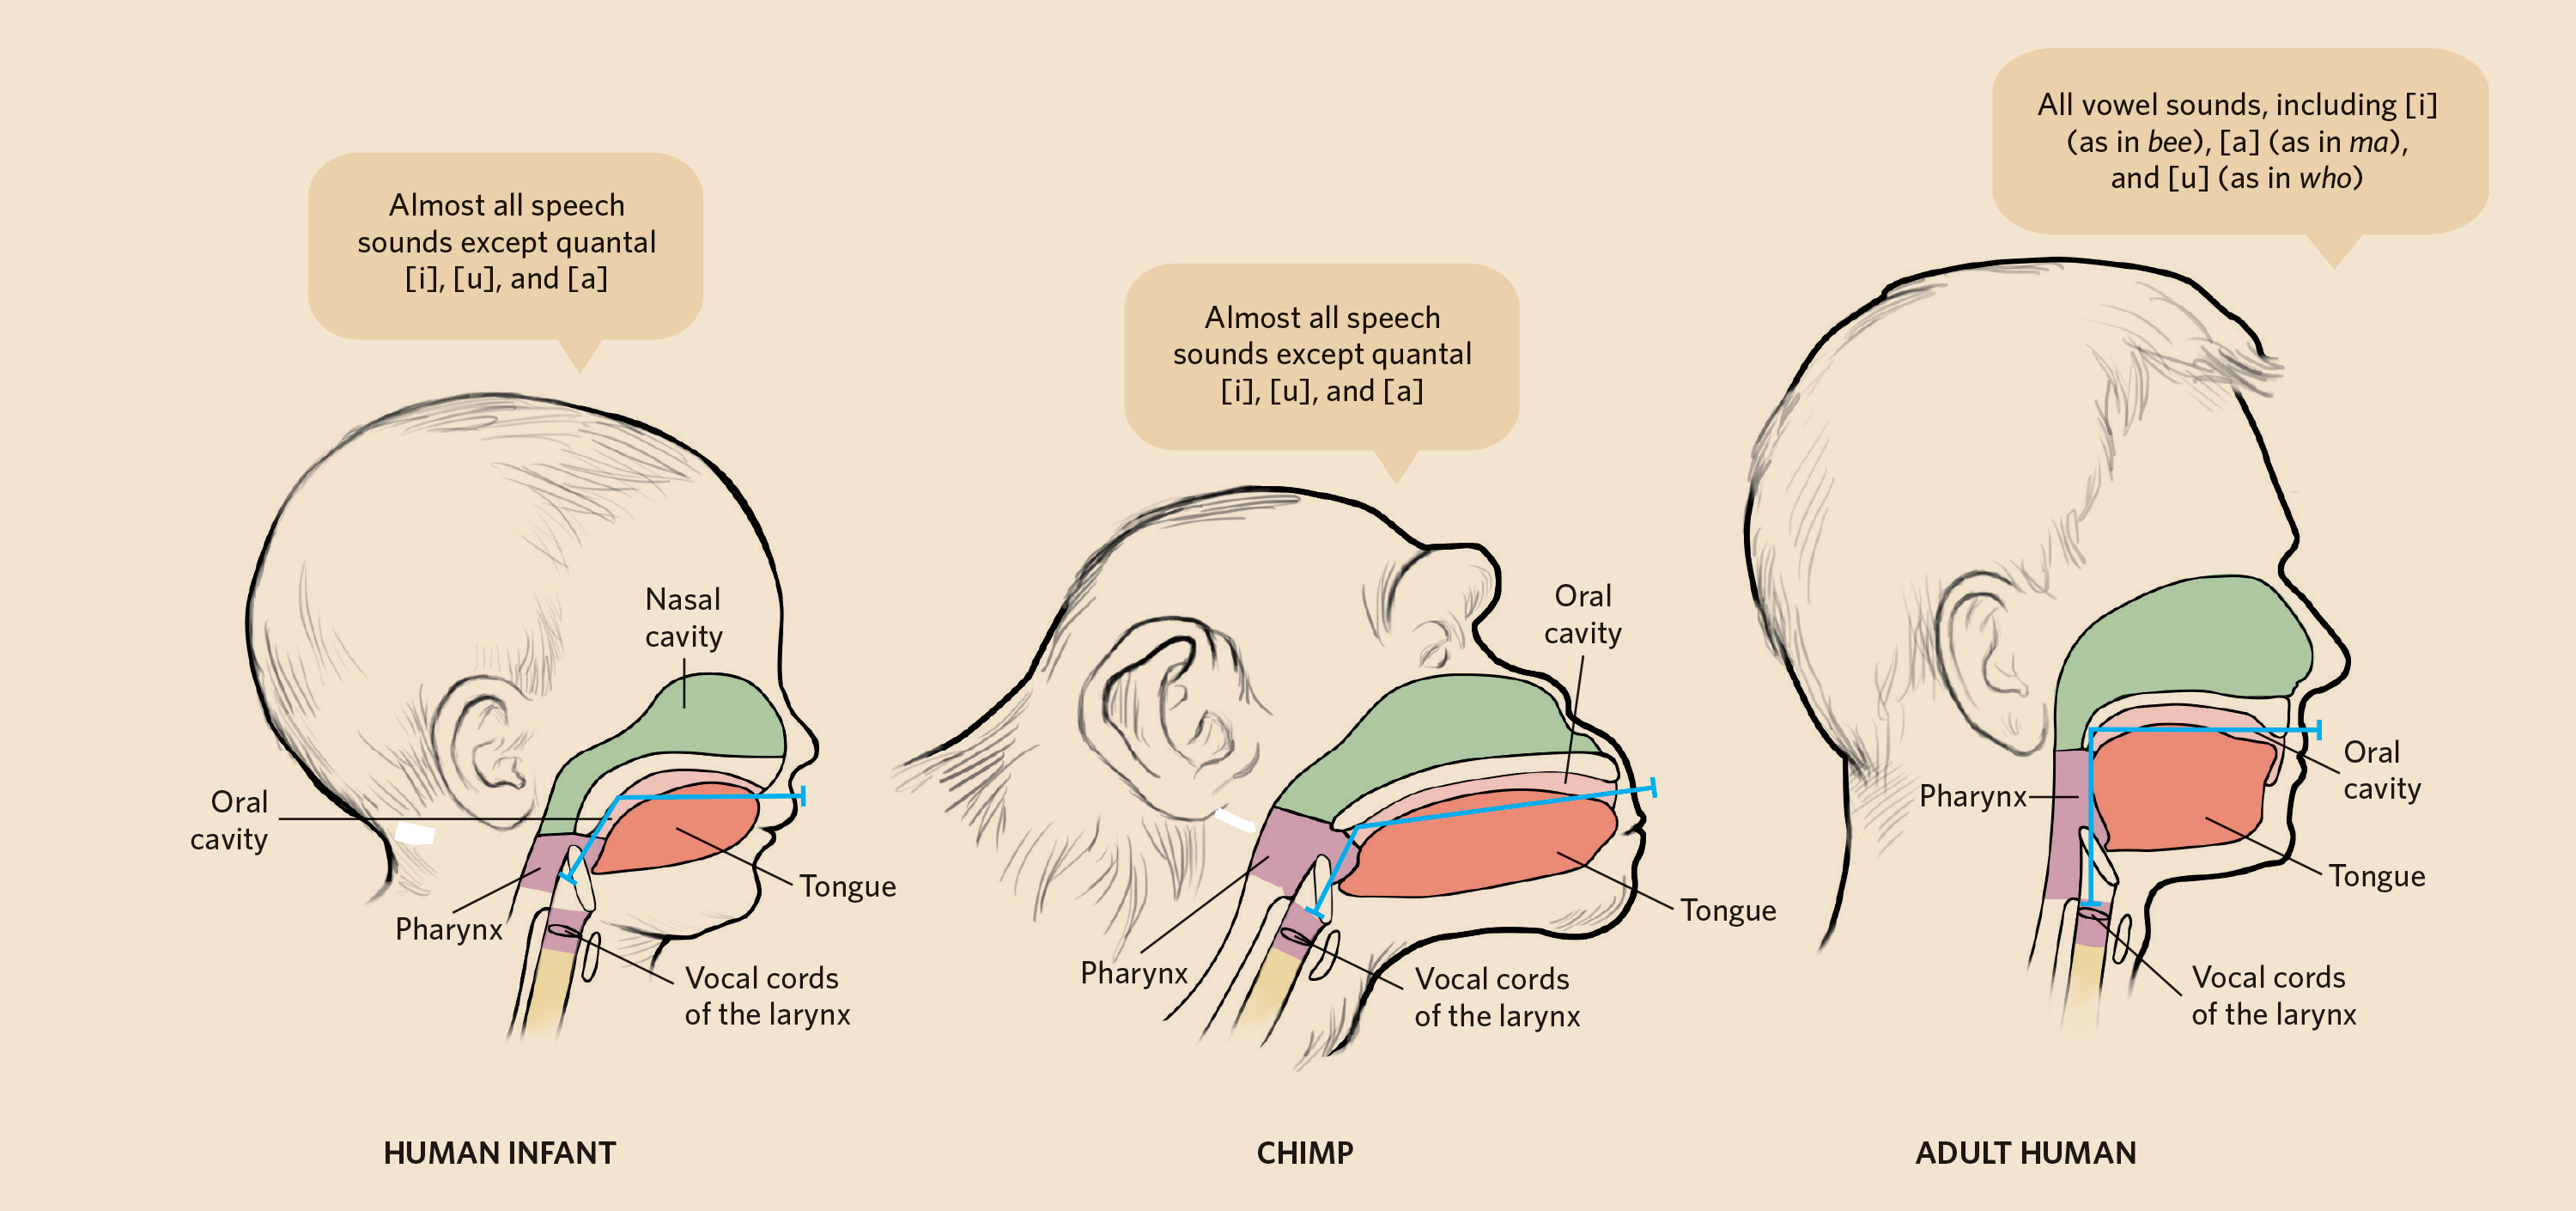 Almost all speech
sounds except quantal
[i], [u], and [a]
Nasal
cavity
Oral
cavity
Pharynx
Tongue
Vocal cords
of the larynx
HUMAN INFANT
Almost all speech
sounds except quantal
[i], [u], and [a]
Oral
cavity
Pharynx
Tongue
Vocal cords
of the larynx
CHIMP
All vowel sounds, including [i]
(as in bee), [a] (as in ma),
and [u] (as in who)
Pharynx
Oral
cavity
Tongue
Vocal cords
of the larynx
ADULT HUMAN